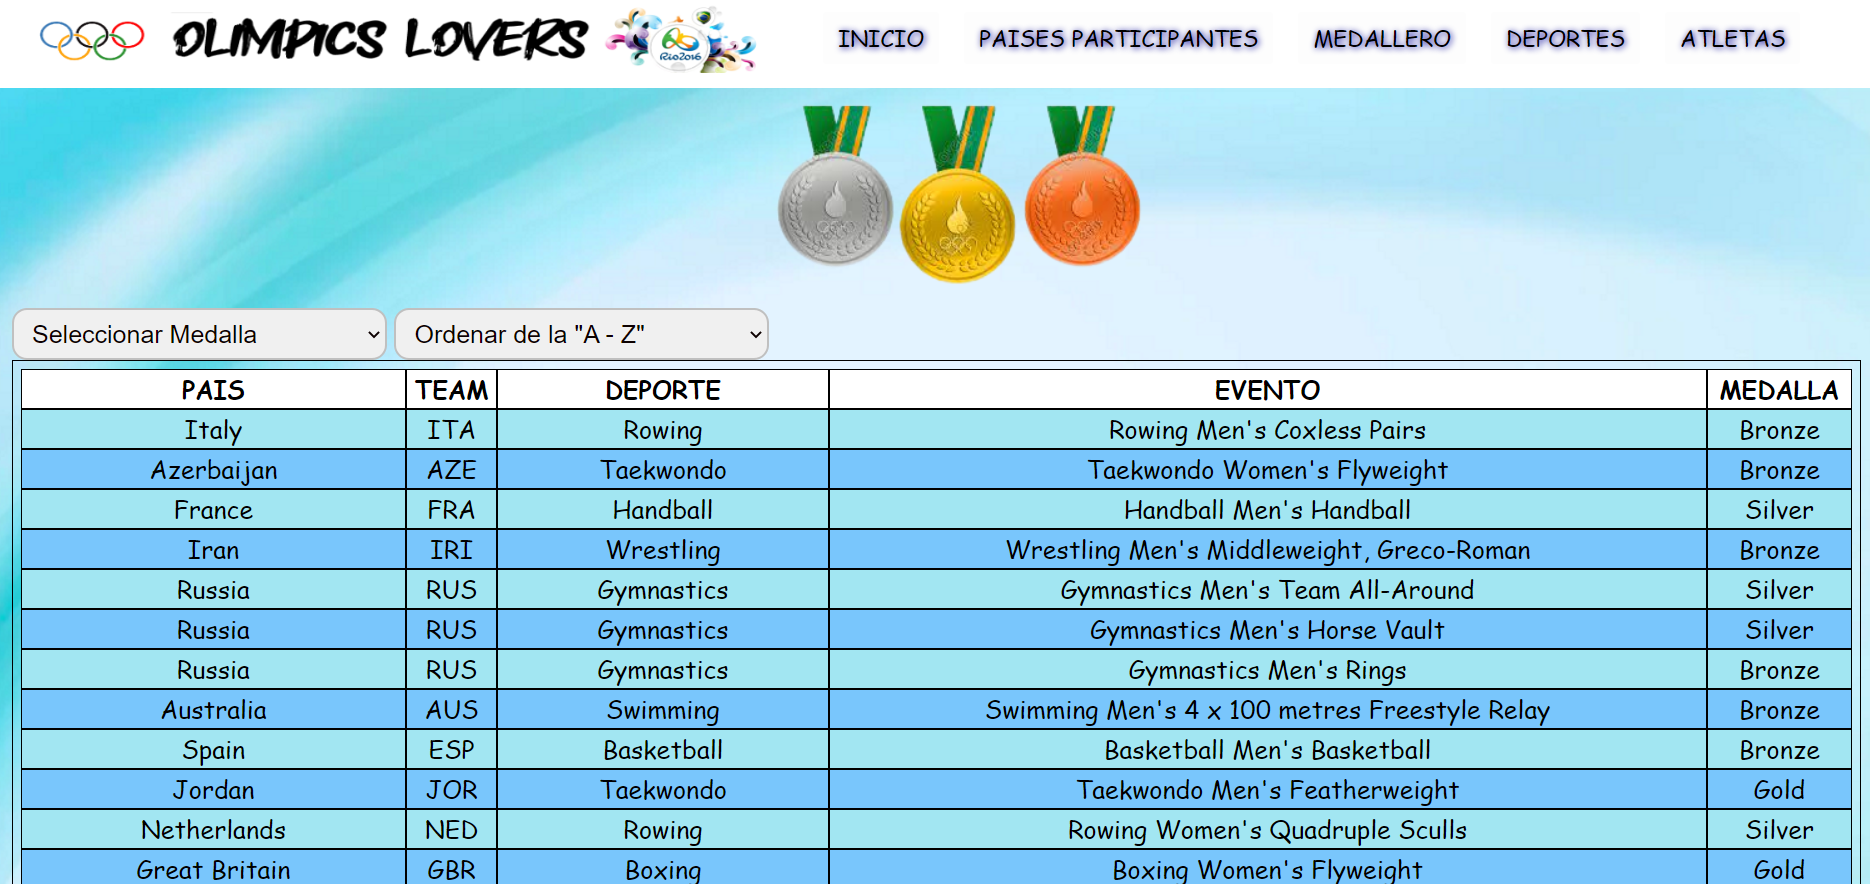 OLIMPICS LOVERS
RIO2016
INICIO PAISES PARTICIPANTES MEDALLERO DEPORTES ATLETAS
Seleccionar Medalla
Ordenar de la "A - Z"
PAIS TEAM DEPORTE EVENTO MEDALLA
Italy ITA Rowing Rowing Men's Coxless Pairs Bronze
Azerbaijan AZE Taekwondo Taekwondo Women's Flyweight Bronze
France FRA Handball Handball Men's Handball Silver
Iran IRI Wrestling Wrestling Men's Middleweight, Greco-Roman Bronze
Russia RUS Gymnastics Gymnastics Men's Team All-Around Silver
Russia RUS Gymnastics Gymnastics Men's Horse Vault Silver
Russia RUS Gymnastics Gymnastics Men's Rings Bronze
Australia AUS Swimming Swimming Men's 4 x 100 metres Freestyle Relay Bronze
Spain ESP Basketball Basketball Men's Basketball Bronze
Jordan JOR Taekwondo Taekwondo Men's Featherweight Gold
Netherlands NED Rowing Rowing Women's Quadruple Sculls Silver
Great Britain GBR Boxing Boxing Women's Flyweight Gold